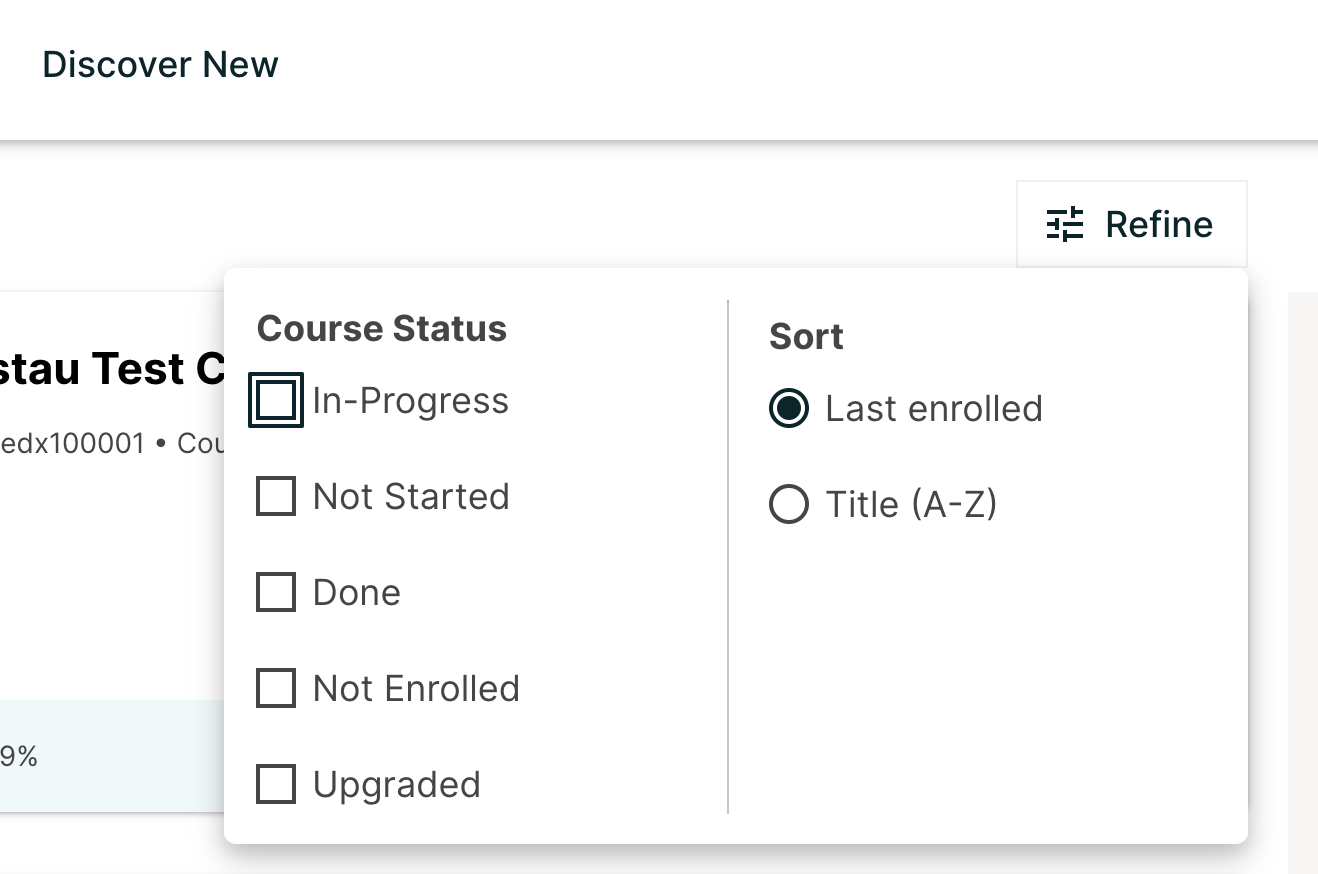 Discover New
Refine
stau Test C
edx100001 • Cou
9%
Course Status
In-Progress
Not Started
Done
Not Enrolled
Upgraded
Sort
Last enrolled
Title (A-Z)